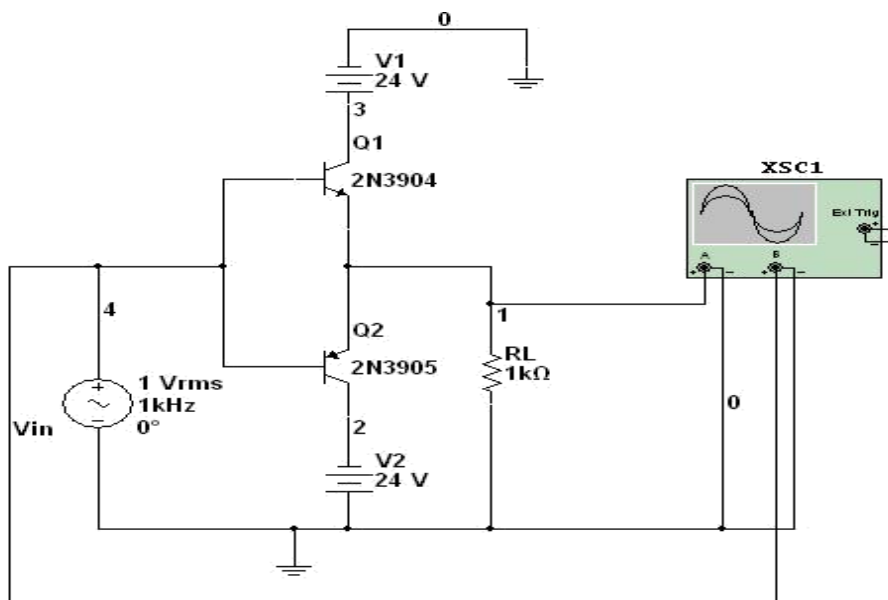 0
V1
24 V
3
Q1
2N3904
XSC1
Ext Trig
+
-
A
B
+ - + -
4
1
Q2
2N3905
RL
1kΩ
1 Vrms
1kHz
0°
+
-
Vin
2
0
V2
24 V